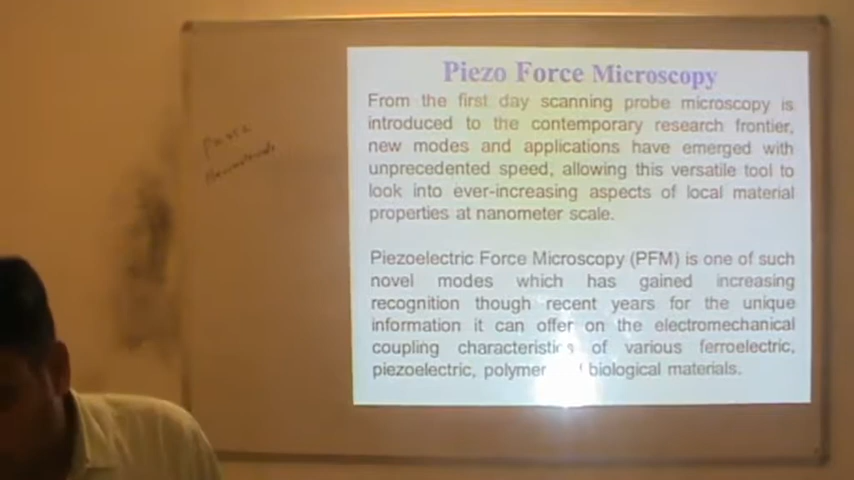 Piezo Force Microscopy
From the first day scanning probe microscopy is
introduced to the contemporary research frontier,
new modes and applications have emerged with
unprecedented speed, allowing this versatile tool to
look into ever-increasing aspects of local material
properties at nanometer scale.
Piezoelectric Force Microscopy (PFM) is one of such
novel modes which has gained increasing
recognition though recent years for the unique
information it can offer on the electromechanical
coupling characteristics of various ferroelectric,
piezoelectric, polymer biological materials.